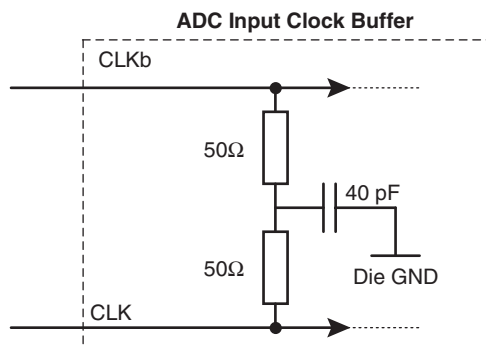 ADC Input Clock Buffer
CLKb
50Ω
40 pF
50Ω
Die GND
CLK